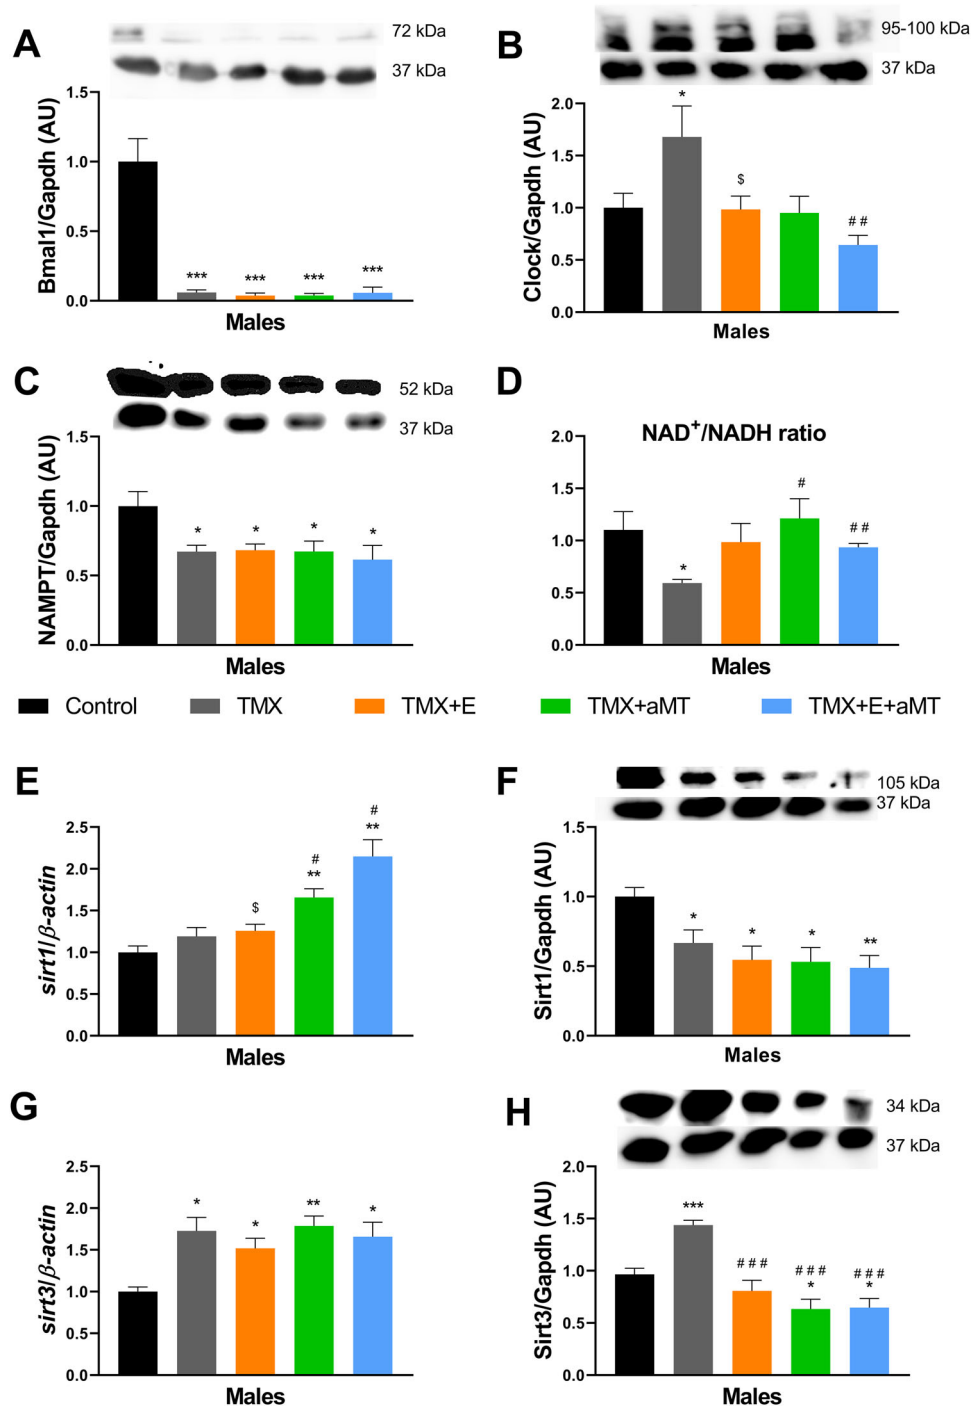 A
72 kDa
37 kDa
Bmal1/Gapdh (AU)
1.5
1.0
0.5
0.0
*** *** *** ***
Males
B
95-100 kDa
37 kDa
Clock/Gapdh (AU)
2.0
1.5
1.0
0.5
0.0
* $ ##
Males
C
52 kDa
37 kDa
NAMPT/Gapdh (AU)
1.5
1.0
0.5
0.0
* * * *
Males
D
NAD+/NADH ratio
2.0
1.5
1.0
0.5
0.0
* # ##
Males
Control TMX TMX+E TMX+aMT TMX+E+aMT
E
sirt1/β-actin
2.5
2.0
1.5
1.0
0.5
0.0
$ # #
** **
Males
F
105 kDa
37 kDa
Sirt1/Gapdh (AU)
1.5
1.0
0.5
0.0
* * * **
Males
G
sirt3/β-actin
2.5
2.0
1.5
1.0
0.5
0.0
* * ** *
Males
H
34 kDa
37 kDa
Sirt3/Gapdh (AU)
2.0
1.5
1.0
0.5
0.0
*** ### ### ###
* *
Males